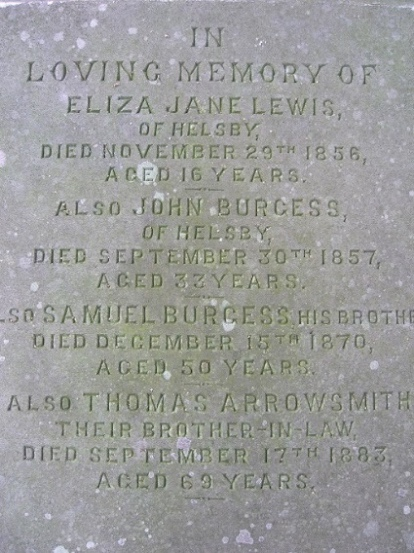 IN
LOVING MEMORY OF
ELIZA JANE LEWIS,
OF HELSBY,
DIED NOVEMBER 29TH 1856,
AGED 16 YEARS.
ALSO JOHN BURGESS,
OF HELSBY,
DIED SEPTEMBER 30TH 1857,
AGED 33 YEARS.
LSO SAMUEL BURGESS HIS BROTHE
DIED DECEMBER 15TH 1870,
AGED 50 YEARS.
ALSO THOMAS ARROWSMITH
THEIR BROTHER-IN-LAW,
DIED SEPTEMBER 17TH 1883,
AGED 69 YEARS.